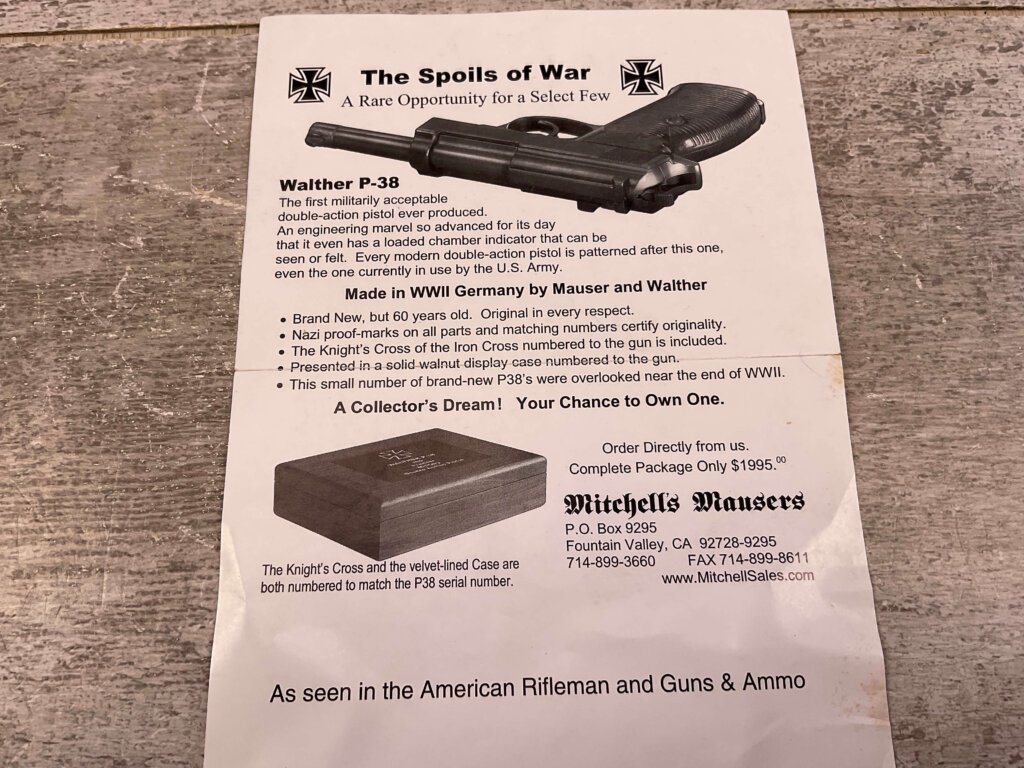 The Spoils of War
A Rare Opportunity for a Select Few
Walther P-38
The first militarily acceptable
double-action pistol ever produced.
An engineering marvel so advanced for its day
that it even has a loaded chamber indicator that can be
seen or felt. Every modern double-action pistol is patterned after this one,
even the one currently in use by the U.S. Army.
Made in WWII Germany by Mauser and Walther
• Brand New, but 60 years old. Original in every respect.
• Nazi proof-marks on all parts and matching numbers certify originality.
• The Knight's Cross of the Iron Cross numbered to the gun is included.
• Presented in a solid walnut display case numbered to the gun.
• This small number of brand-new P38's were overlooked near the end of WWII.
A Collector's Dream! Your Chance to Own One.
Order Directly from us.
Complete Package Only $1995.00
Mitchell's Mausers
P.O. Box 9295
Fountain Valley, CA 92728-9295
714-899-3660 FAX 714-899-8611
www.MitchellSales.com
The Knight's Cross and the velvet-lined Case are
both numbered to match the P38 serial number.
As seen in the American Rifleman and Guns & Ammo